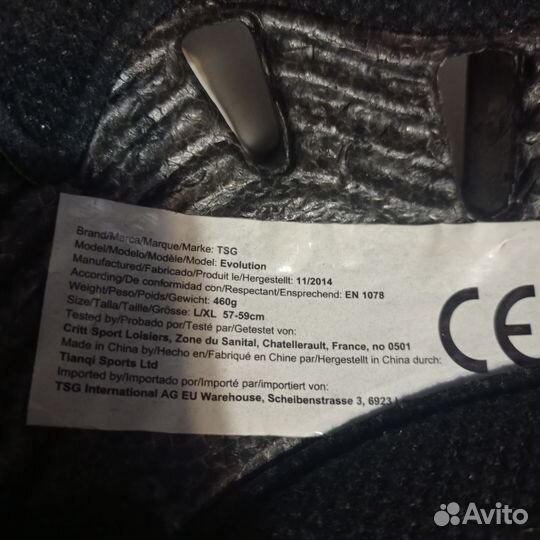 Brand/Marca/Marque/Marke: TSG
Model/Modelo/Modèle/Model: Evolution
Manufactured/Fabricado/Produit le/Hergestellt: 11/2014
According/De conformidad con/Respectant/Ensprechend: EN 1078
Weight/Peso/Poids/Gewicht: 460g
Size/Talla/Taille/Grösse: L/XL 57-59cm
Tested by/Probado por/Testé par/Getestet von:
Critt Sport Loisiers, Zone du Sanital, Chatellerault, France, no 0501
Made in China by/Hecho en/Fabriqué en Chine par/Hergestellt in China durch:
Tianqi Sports Ltd
Imported by/Importado por/Importé par/importiert von:
TSG International AG EU Warehouse, Scheibenstrasse 3, 6923
CE
Avito